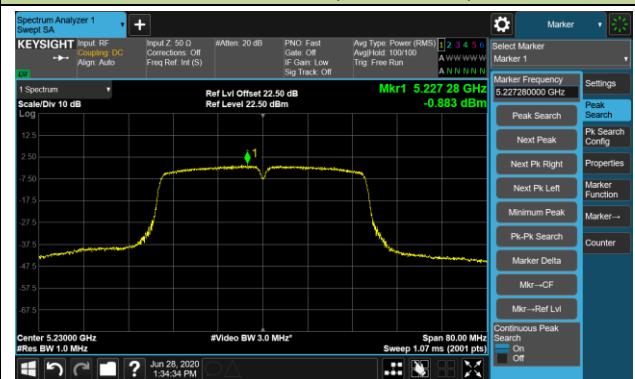 Spectrum Analyzer 1
Swept SA
+
Marker
KEYSIGHT
Input: RF
Coupling: DC
Align: Auto
Input Z: 50 Ω
Corrections: Off
Freq Ref: Int (S)
#Atten: 20 dB
PNO: Fast
Gate: Off
IF Gain: Low
Sig Track: Off
Avg Type: Power (RMS)
Avg|Hold: 100/100
Trig: Free Run
1 2 3 4 5 6
A W W W W W
A N N N N N
Select Marker
Marker 1
1 Spectrum
Scale/Div 10 dB
Log
Ref Lvl Offset 22.50 dB
Ref Level 22.50 dBm
Mkr1 5.227 28 GHz
-0.883 dBm
12.5
2.50
-7.50
-17.5
-27.5
-37.5
-47.5
-57.5
-67.5
1
Center 5.23000 GHz
#Res BW 1.0 MHz
#Video BW 3.0 MHz*
Span 80.00 MHz
Sweep 1.07 ms (2001 pts)
Marker Frequency
5.227280000 GHz
Peak Search
Next Peak
Next Pk Right
Next Pk Left
Minimum Peak
Pk-Pk Search
Marker Delta
Mkr→CF
Mkr→Ref Lvl
Continuous Peak
Search
On
Off
Settings
Peak
Search
Pk Search
Config
Properties
Marker
Function
Marker→
Counter
?
Jun 28, 2020
1:34:34 PM